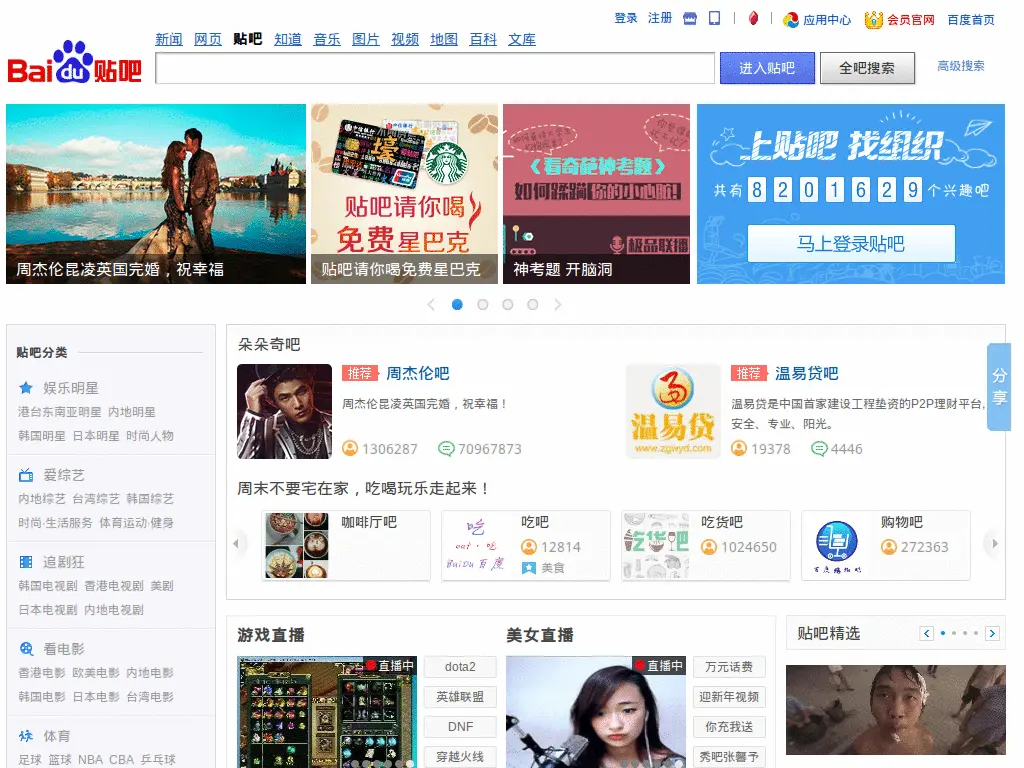 登录 注册 应用中心 会员官网 百度首页
新闻 网页 贴吧 知道 音乐 图片 视频 地图 百科 文库
Bai du 贴吧
进入贴吧 全吧搜索 高级搜索
周杰伦昆凌英国完婚，祝幸福
中信银行
壕
贴吧请你喝
免费星巴克
贴吧请你喝免费星巴克
《看奇葩神考题》
如何蹂躏你的小心脏
极品联播
神考题 开脑洞
上贴吧 找组织
共有 8 2 0 1 6 2 9 个兴趣吧
马上登录贴吧
贴吧分类
娱乐明星
港台东南亚明星 内地明星
韩国明星 日本明星 时尚人物
爱综艺
内地综艺 台湾综艺 韩国综艺
时尚·生活服务 体育运动·健身
追剧狂
韩国电视剧 香港电视剧 美剧
日本电视剧 内地电视剧
看电影
香港电影 欧美电影 内地电影
韩国电影 日本电影 台湾电影
体育
足球 篮球 NBA CBA 乒乓球
朵朵奇吧
推荐 周杰伦吧
周杰伦昆凌英国完婚，祝幸福！
1306287 70967873
温易贷
www.zgwyd.com
推荐 温易贷吧
温易贷是中国首家建设工程垫资的P2P理财平台,
安全、专业、阳光。
19378 4446
分享
周末不要宅在家，吃喝玩乐走起来！
咖啡厅吧
吃
eat · 吃
BaiDu 百度
吃吧
12814
美食
吃货吧
吃货吧
1024650
购物吧
272363
游戏直播
直播中
dota2
英雄联盟
DNF
穿越火线
美女直播
直播中
万元话费
迎新年视频
你充我送
秀吧张馨予
贴吧精选